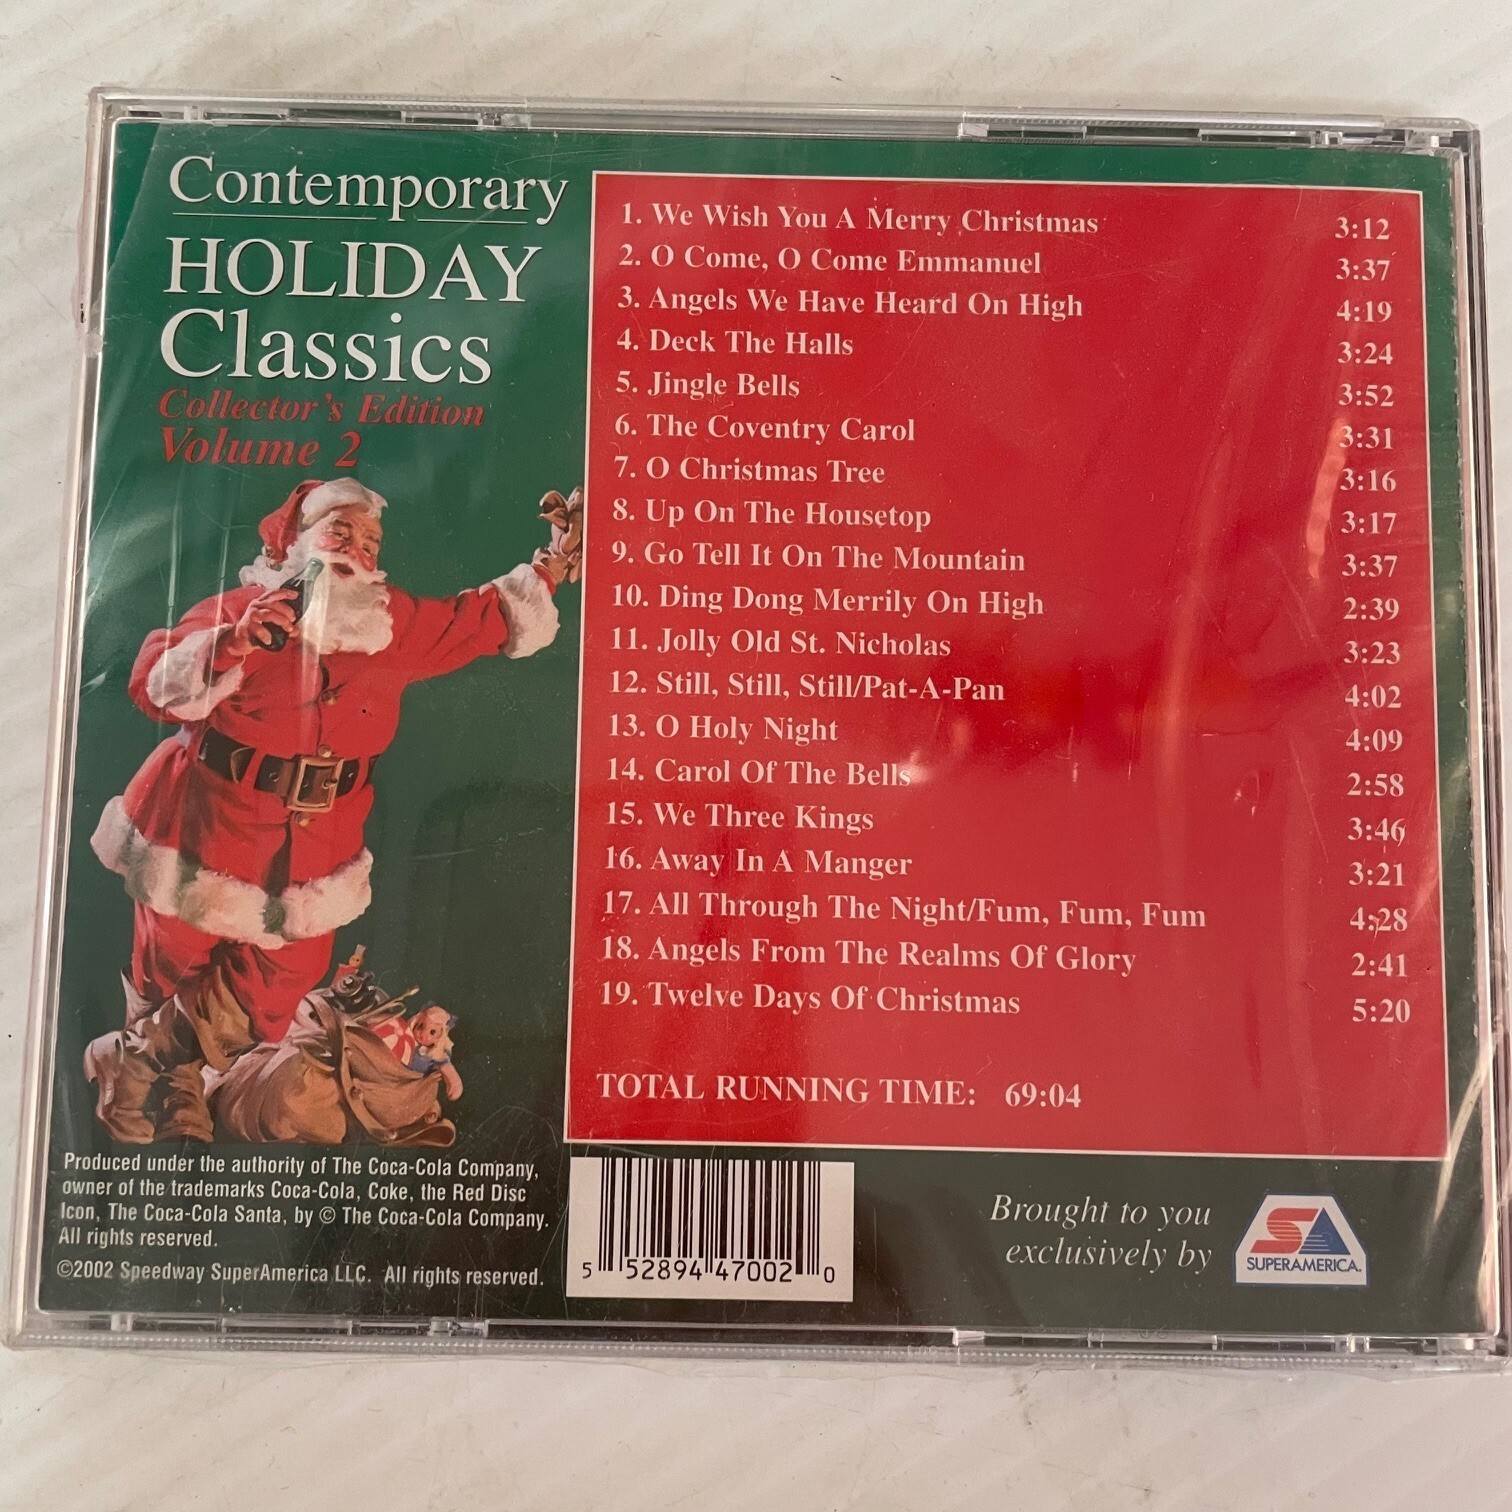 Contemporary
HOLIDAY
Classics
Collector's Edition
Volume 2
1. We Wish You A Merry Christmas 3:12
2. O Come, O Come Emmanuel 3:37
3. Angels We Have Heard On High 4:19
4. Deck The Halls 3:24
5. Jingle Bells 3:52
6. The Coventry Carol 3:31
7. O Christmas Tree 3:16
8. Up On The Housetop 3:17
9. Go Tell It On The Mountain 3:37
10. Ding Dong Merrily On High 2:39
11. Jolly Old St. Nicholas 3:23
12. Still, Still, Still/Pat-A-Pan 4:02
13. O Holy Night 4:09
14. Carol Of The Bells 2:58
15. We Three Kings 3:46
16. Away In A Manger 3:21
17. All Through The Night/Fum, Fum, Fum 4:28
18. Angels From The Realms Of Glory 2:41
19. Twelve Days Of Christmas 5:20
TOTAL RUNNING TIME: 69:04
Produced under the authority of The Coca-Cola Company,
owner of the trademarks Coca-Cola, Coke, the Red Disc
Icon, The Coca-Cola Santa, by © The Coca-Cola Company.
All rights reserved.
©2002 Speedway SuperAmerica LLC. All rights reserved.
5 52894 47002 0
Brought to you
exclusively by
SA
SUPERAMERICA.